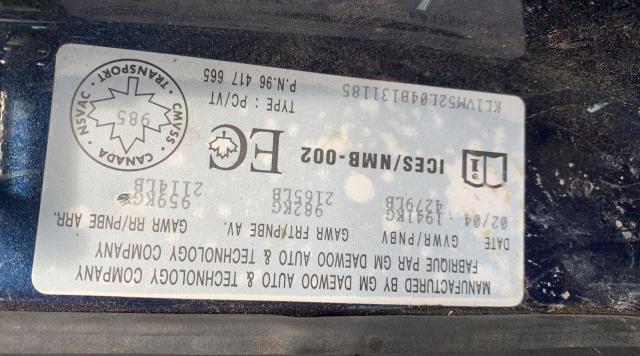 MANUFACTURED BY GM DAEWOO AUTO & TECHNOLOGY COMPANY
FABRIQUE PAR GM DAEWOO AUTO & TECHNOLOGY COMPANY
DATE GVWR/PNBV GAWR FRT/PNBE AV. GAWR RR/PNBE ARR.
02/04 1941KG 982KG 959KG
4279LB 2165LB 2114LB
ICES/NMB-002 EC
TYPE : PC/VT
KL1VM52L04B131185
P.N.96 417 665
NSVAC · TRANSPORT · CMVSS · CANADA
985